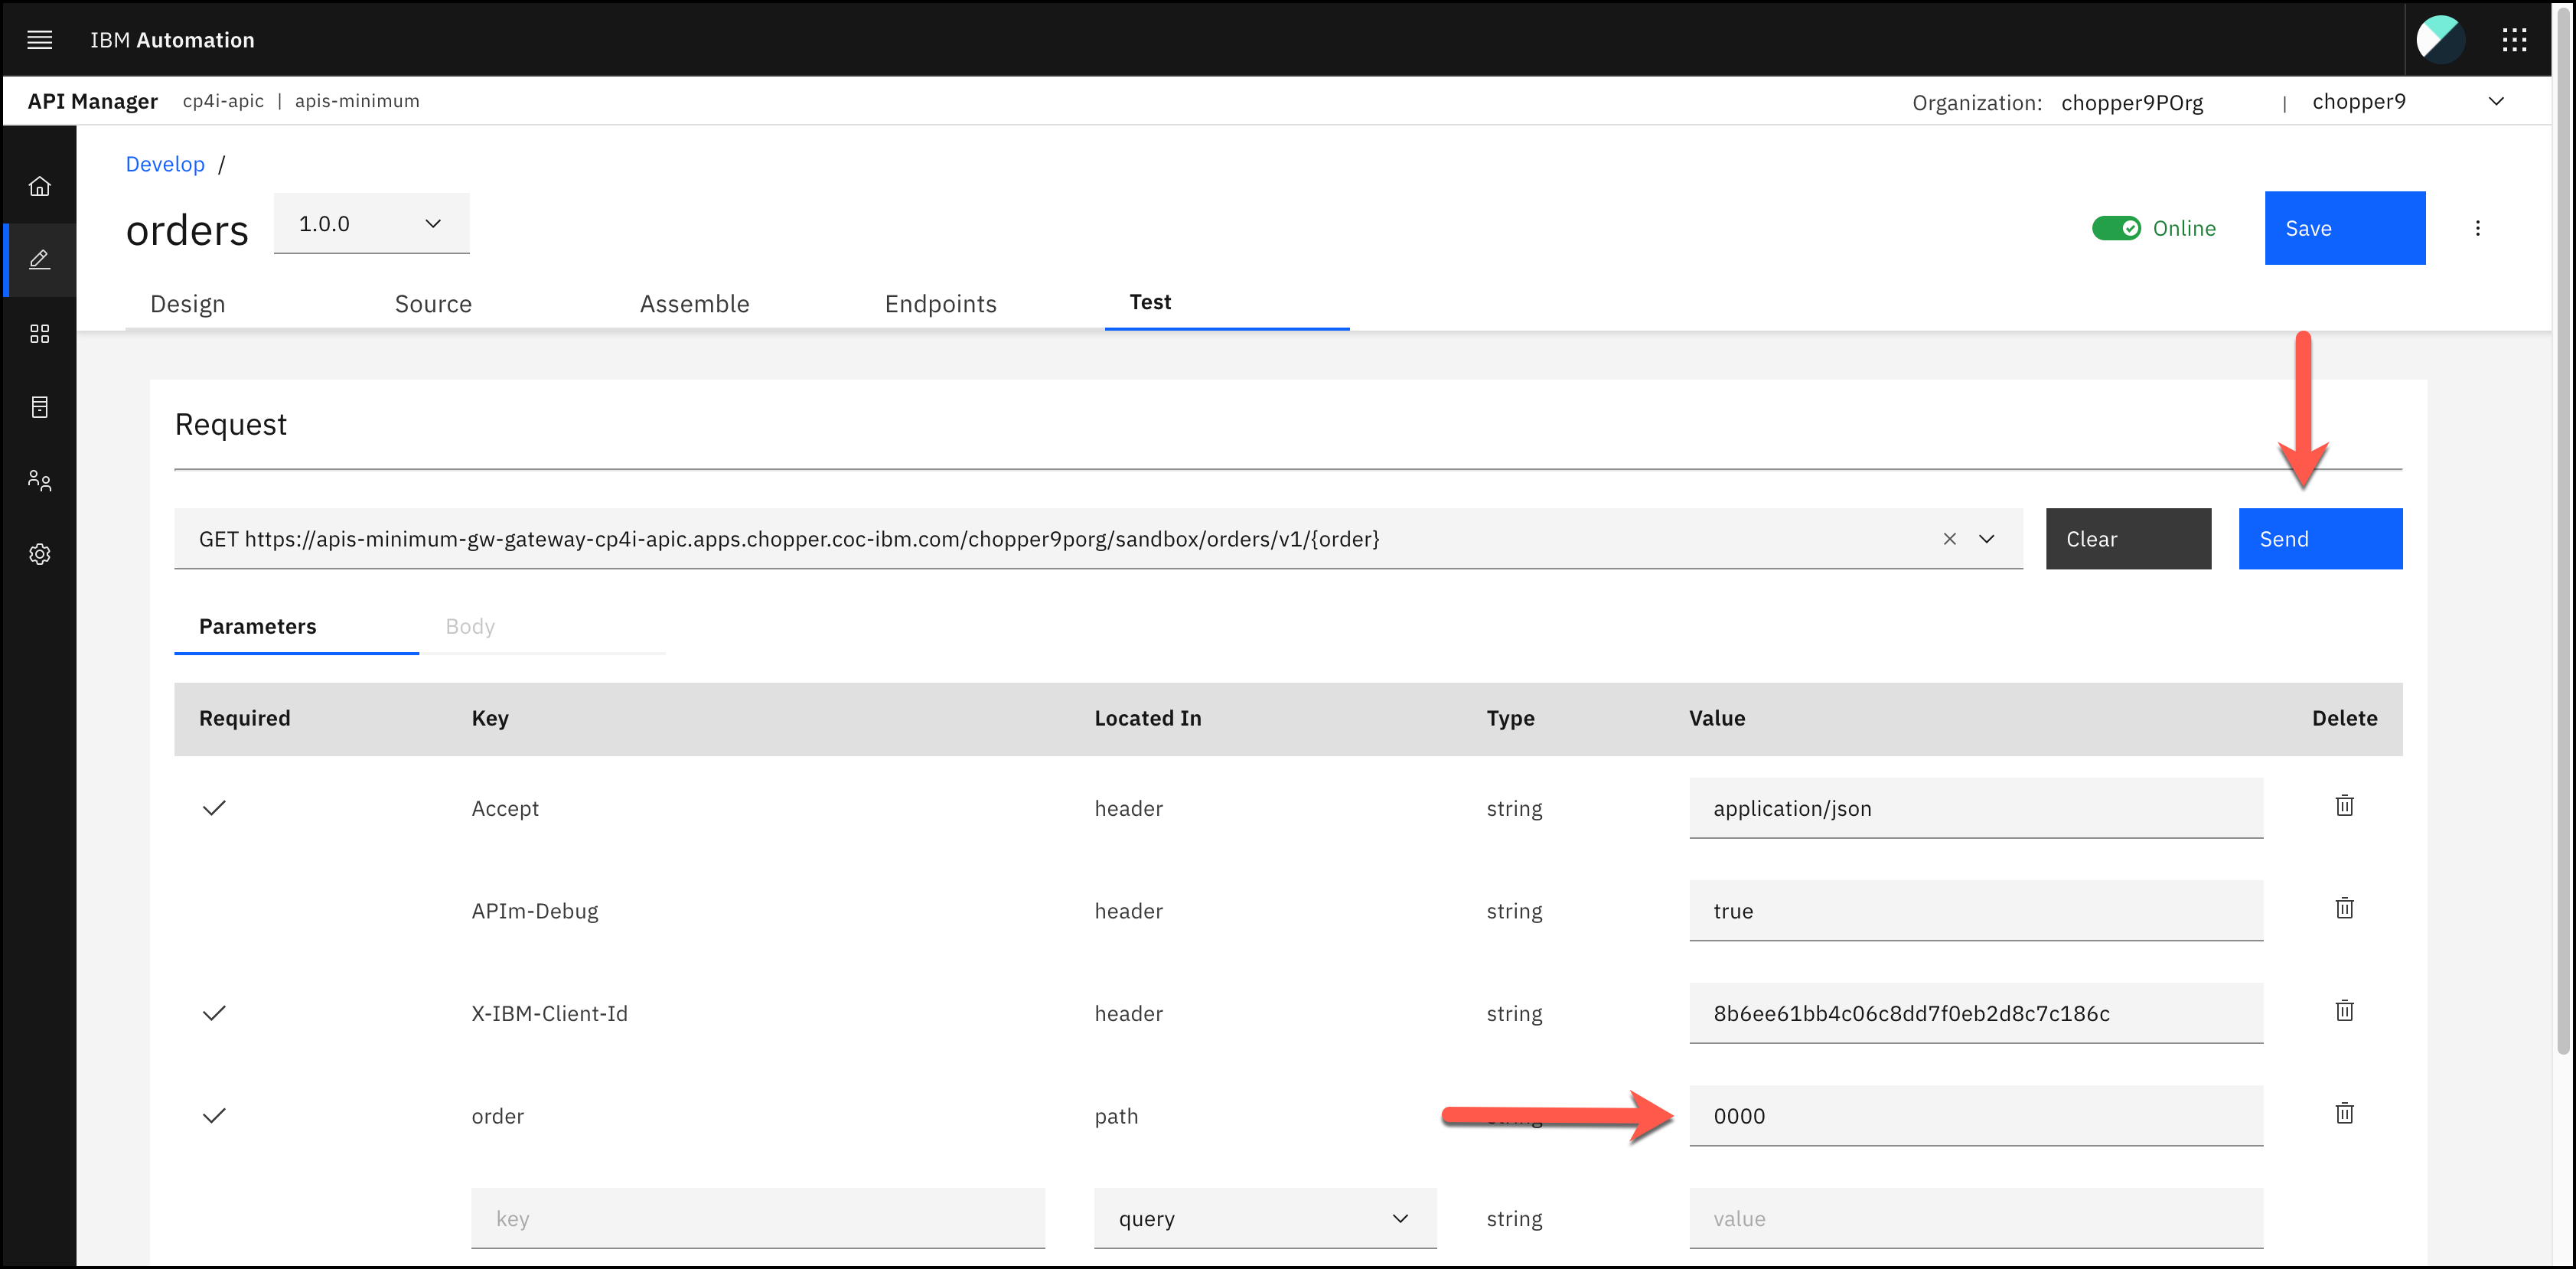 IBM Automation
API Manager cp4i-apic | apis-minimum Organization: chopper9POrg | chopper9
Develop /
orders 1.0.0 Online Save
Design Source Assemble Endpoints Test
Request
GET https://apis-minimum-gw-gateway-cp4i-apic.apps.chopper.coc-ibm.com/chopper9porg/sandbox/orders/v1/{order} Clear Send
Parameters Body
Required Key Located In Type Value Delete
Accept header string application/json
APIm-Debug header string true
X-IBM-Client-Id header string 8b6ee61bb4c06c8dd7f0eb2d8c7c186c
order path string 0000
key query string value